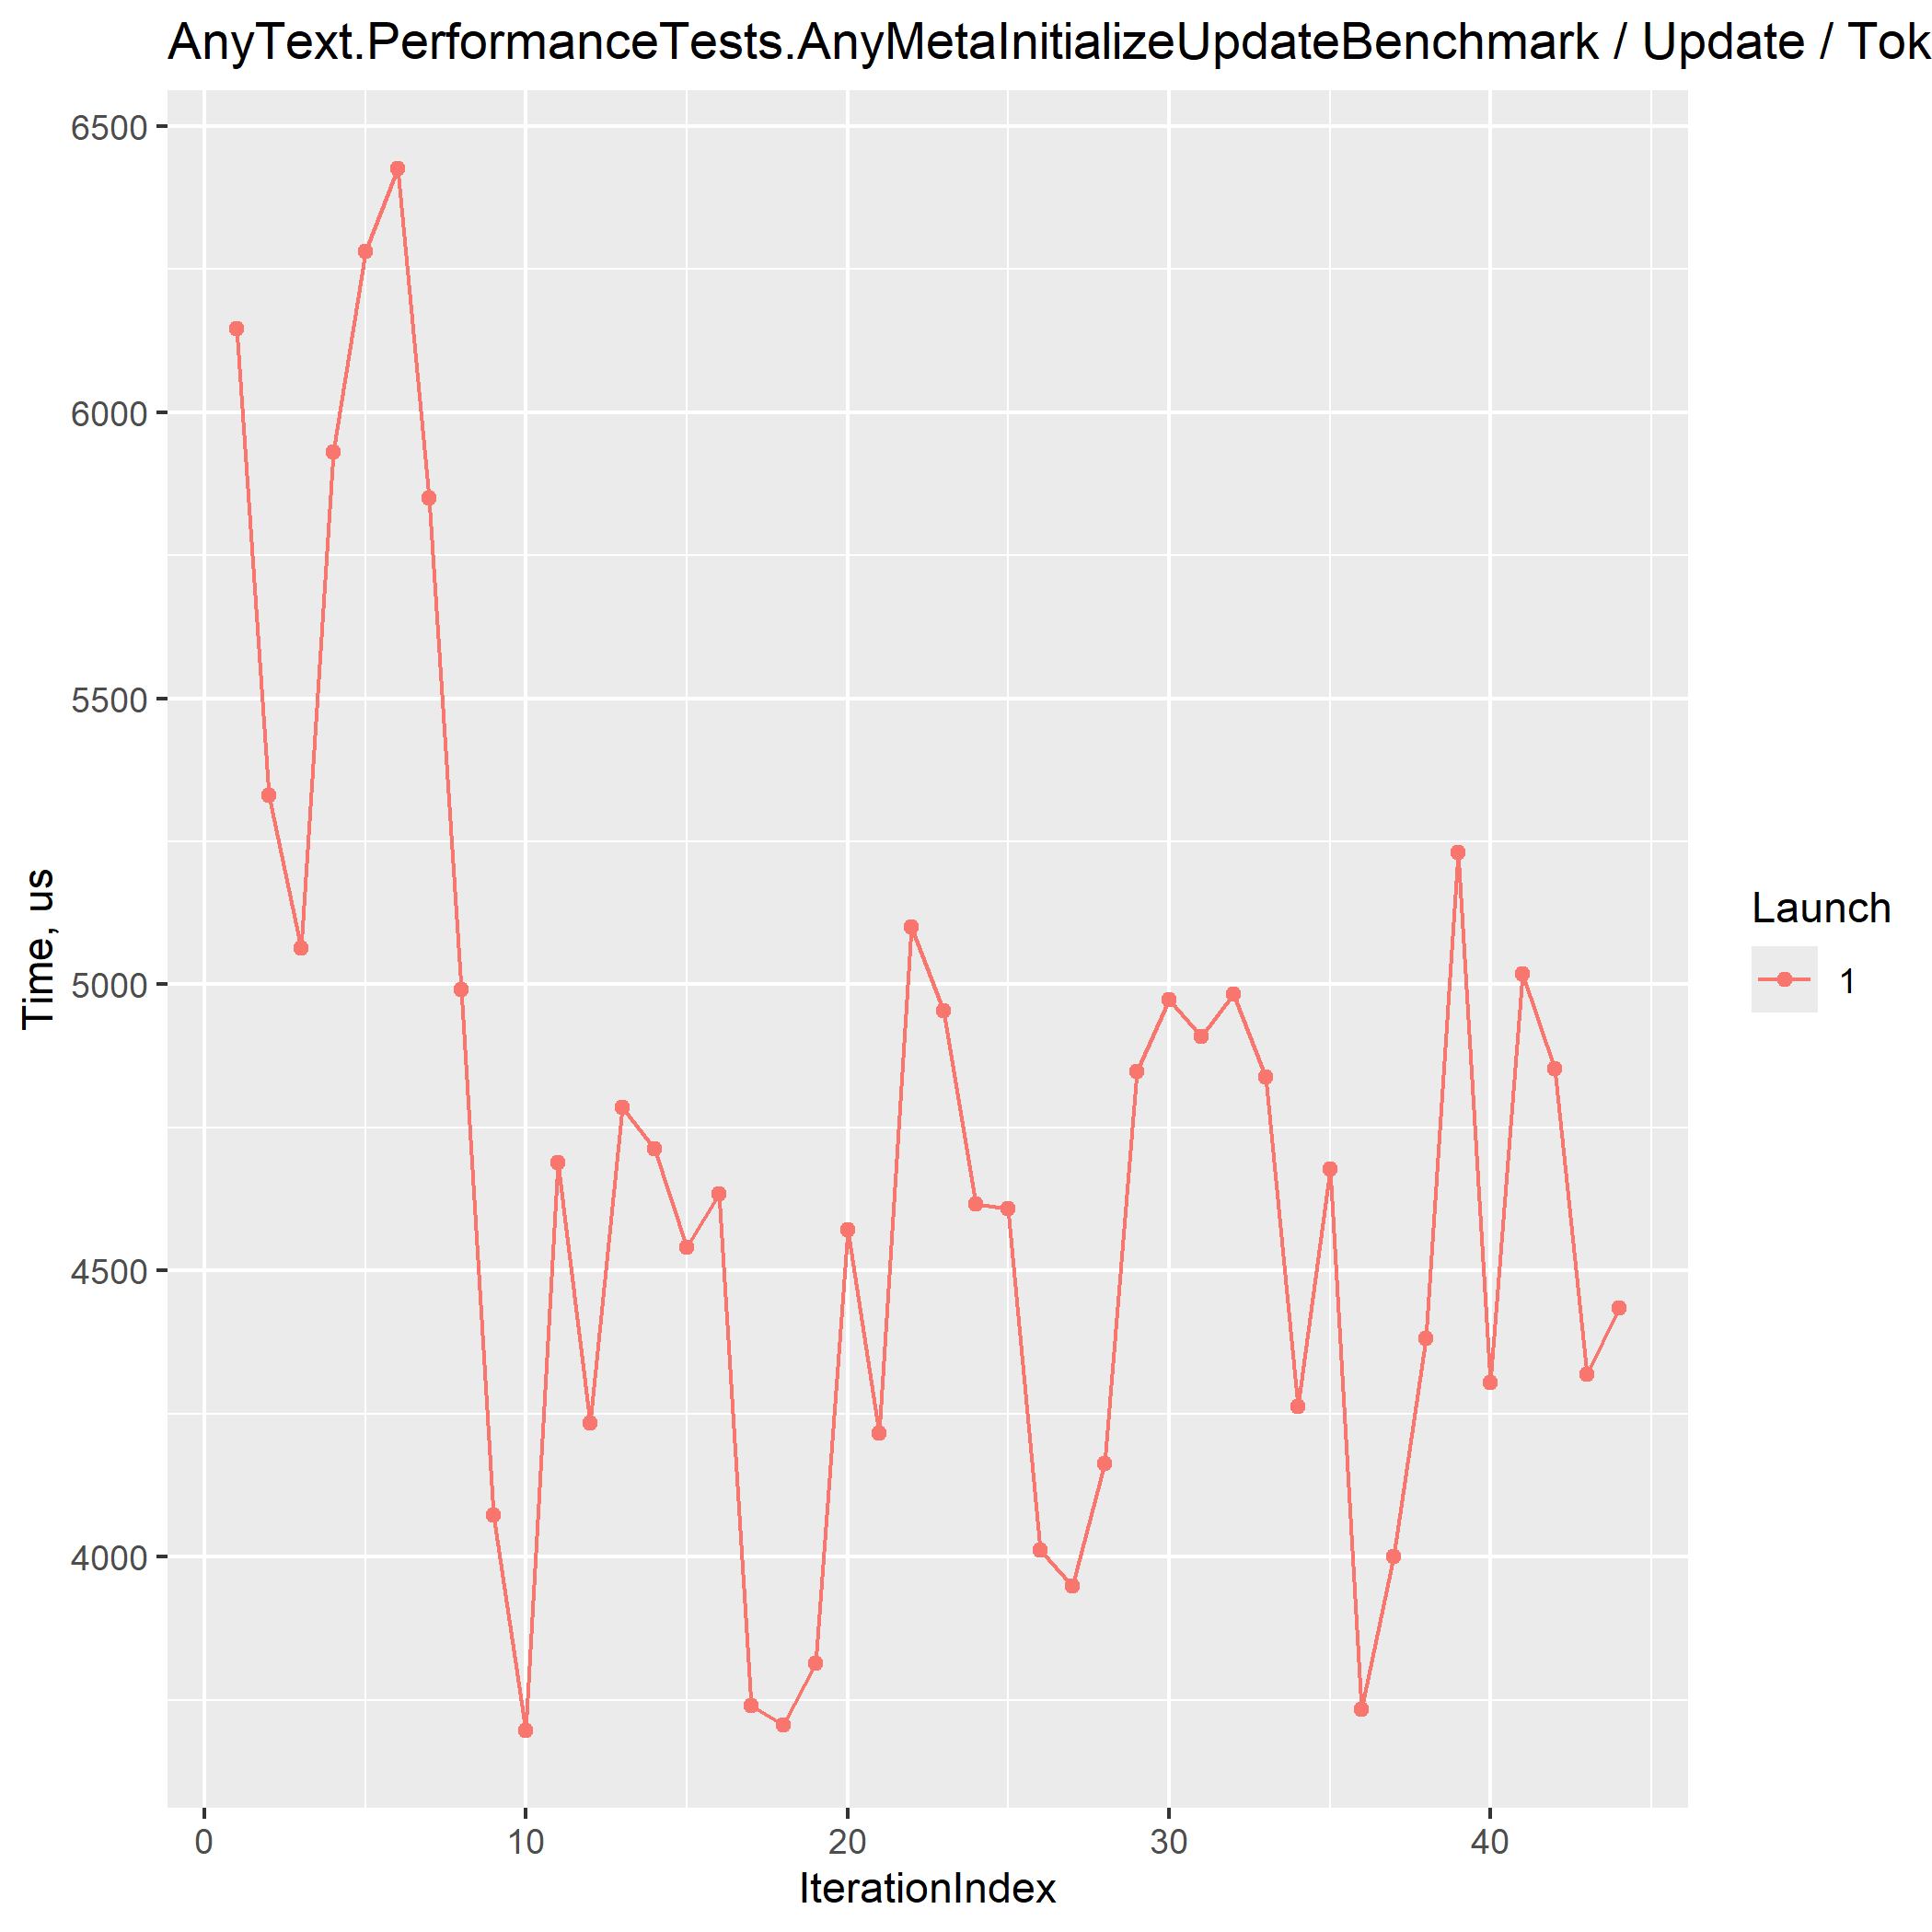 AnyText.PerformanceTests.AnyMetaInitializeUpdateBenchmark / Update / Tok
6500
6000
5500
5000
4500
4000
Time, us
0 10 20 30 40
IterationIndex
Launch
1